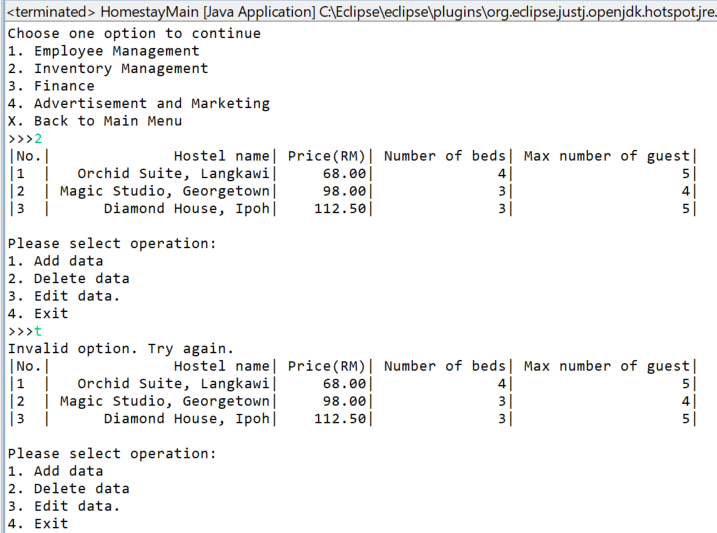 <terminated> HomestayMain [Java Application] C:\Eclipse\eclipse\plugins\org.eclipse.justj.openjdk.hotspot.jre.
Choose one option to continue
1. Employee Management
2. Inventory Management
3. Finance
4. Advertisement and Marketing
X. Back to Main Menu
>>>2
|No.|                Hostel name| Price(RM)| Number of beds| Max number of guest|
|1  |     Orchid Suite, Langkawi|     68.00|              4|                   5|
|2  | Magic Studio, Georgetown|     98.00|              3|                   4|
|3  |        Diamond House, Ipoh|    112.50|              3|                   5|
Please select operation:
1. Add data
2. Delete data
3. Edit data.
4. Exit
>>>t
Invalid option. Try again.
|No.|                Hostel name| Price(RM)| Number of beds| Max number of guest|
|1  |     Orchid Suite, Langkawi|     68.00|              4|                   5|
|2  | Magic Studio, Georgetown|     98.00|              3|                   4|
|3  |        Diamond House, Ipoh|    112.50|              3|                   5|
Please select operation:
1. Add data
2. Delete data
3. Edit data.
4. Exit